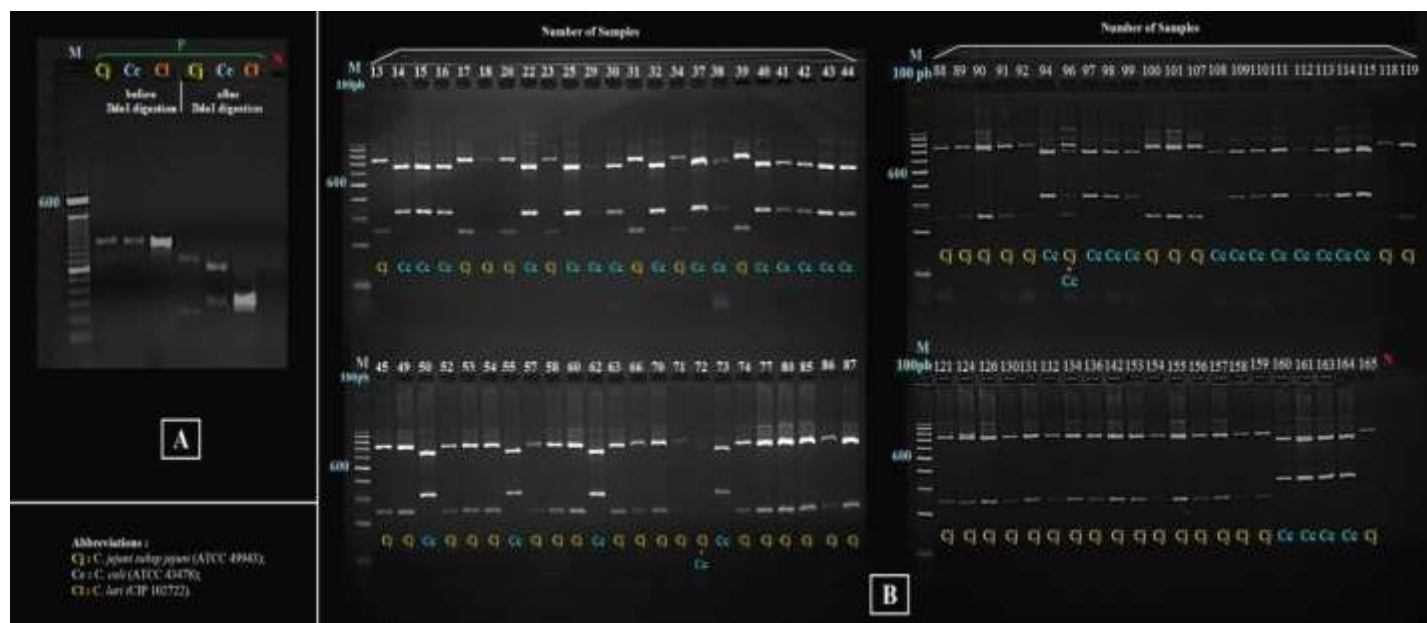 P
M
N
Cj Cc Cl Cj Cc Cl
before
after
DdeI digestion
DdeI digestion
600
A
Abbreviations :
Cj : C. jejuni subsp jejuni (ATCC 49943);
Cc : C. coli (ATCC 43478);
Cl : C. lari (CIP 102722).
Number of Samples
M
100pb
13 14 15 16 17 18 20 22 23 25 29 30 31 32 34 37 38 39 40 41 42 43 44
600
Cj Cc Cc Cc Cj Cj Cj Cc Cj Cc Cc Cc Cj Cc Cj Cc Cc Cj Cc Cc Cc Cc Cc
M
100pb
45 49 50 52 53 54 55 57 58 60 62 63 66 70 71 72 73 74 77 80 85 86 87
600
Cj Cj Cc Cj Cj Cj Cc Cj Cj Cj Cc Cj Cj Cj Cj Cj Cc Cj Cj Cj Cj Cj Cj
+
Cc
Number of Samples
M
100 pb
88 89 90 91 92 94 96 97 98 99 100 101 107 108 109 110 111 112 113 114 115 118 119
600
Cj Cj Cj Cj Cj Cc Cj Cc Cc Cc Cj Cj Cj Cc Cc Cc Cc Cc Cc Cc Cc Cj Cj
+
Cc
M
100pb
121 124 126 130 131 132 134 136 142 153 154 155 156 157 158 159 160 161 163 164 165 N
600
Cj Cj Cj Cj Cj Cj Cj Cj Cj Cj Cj Cj Cj Cj Cj Cj Cc Cc Cc Cc Cj
B